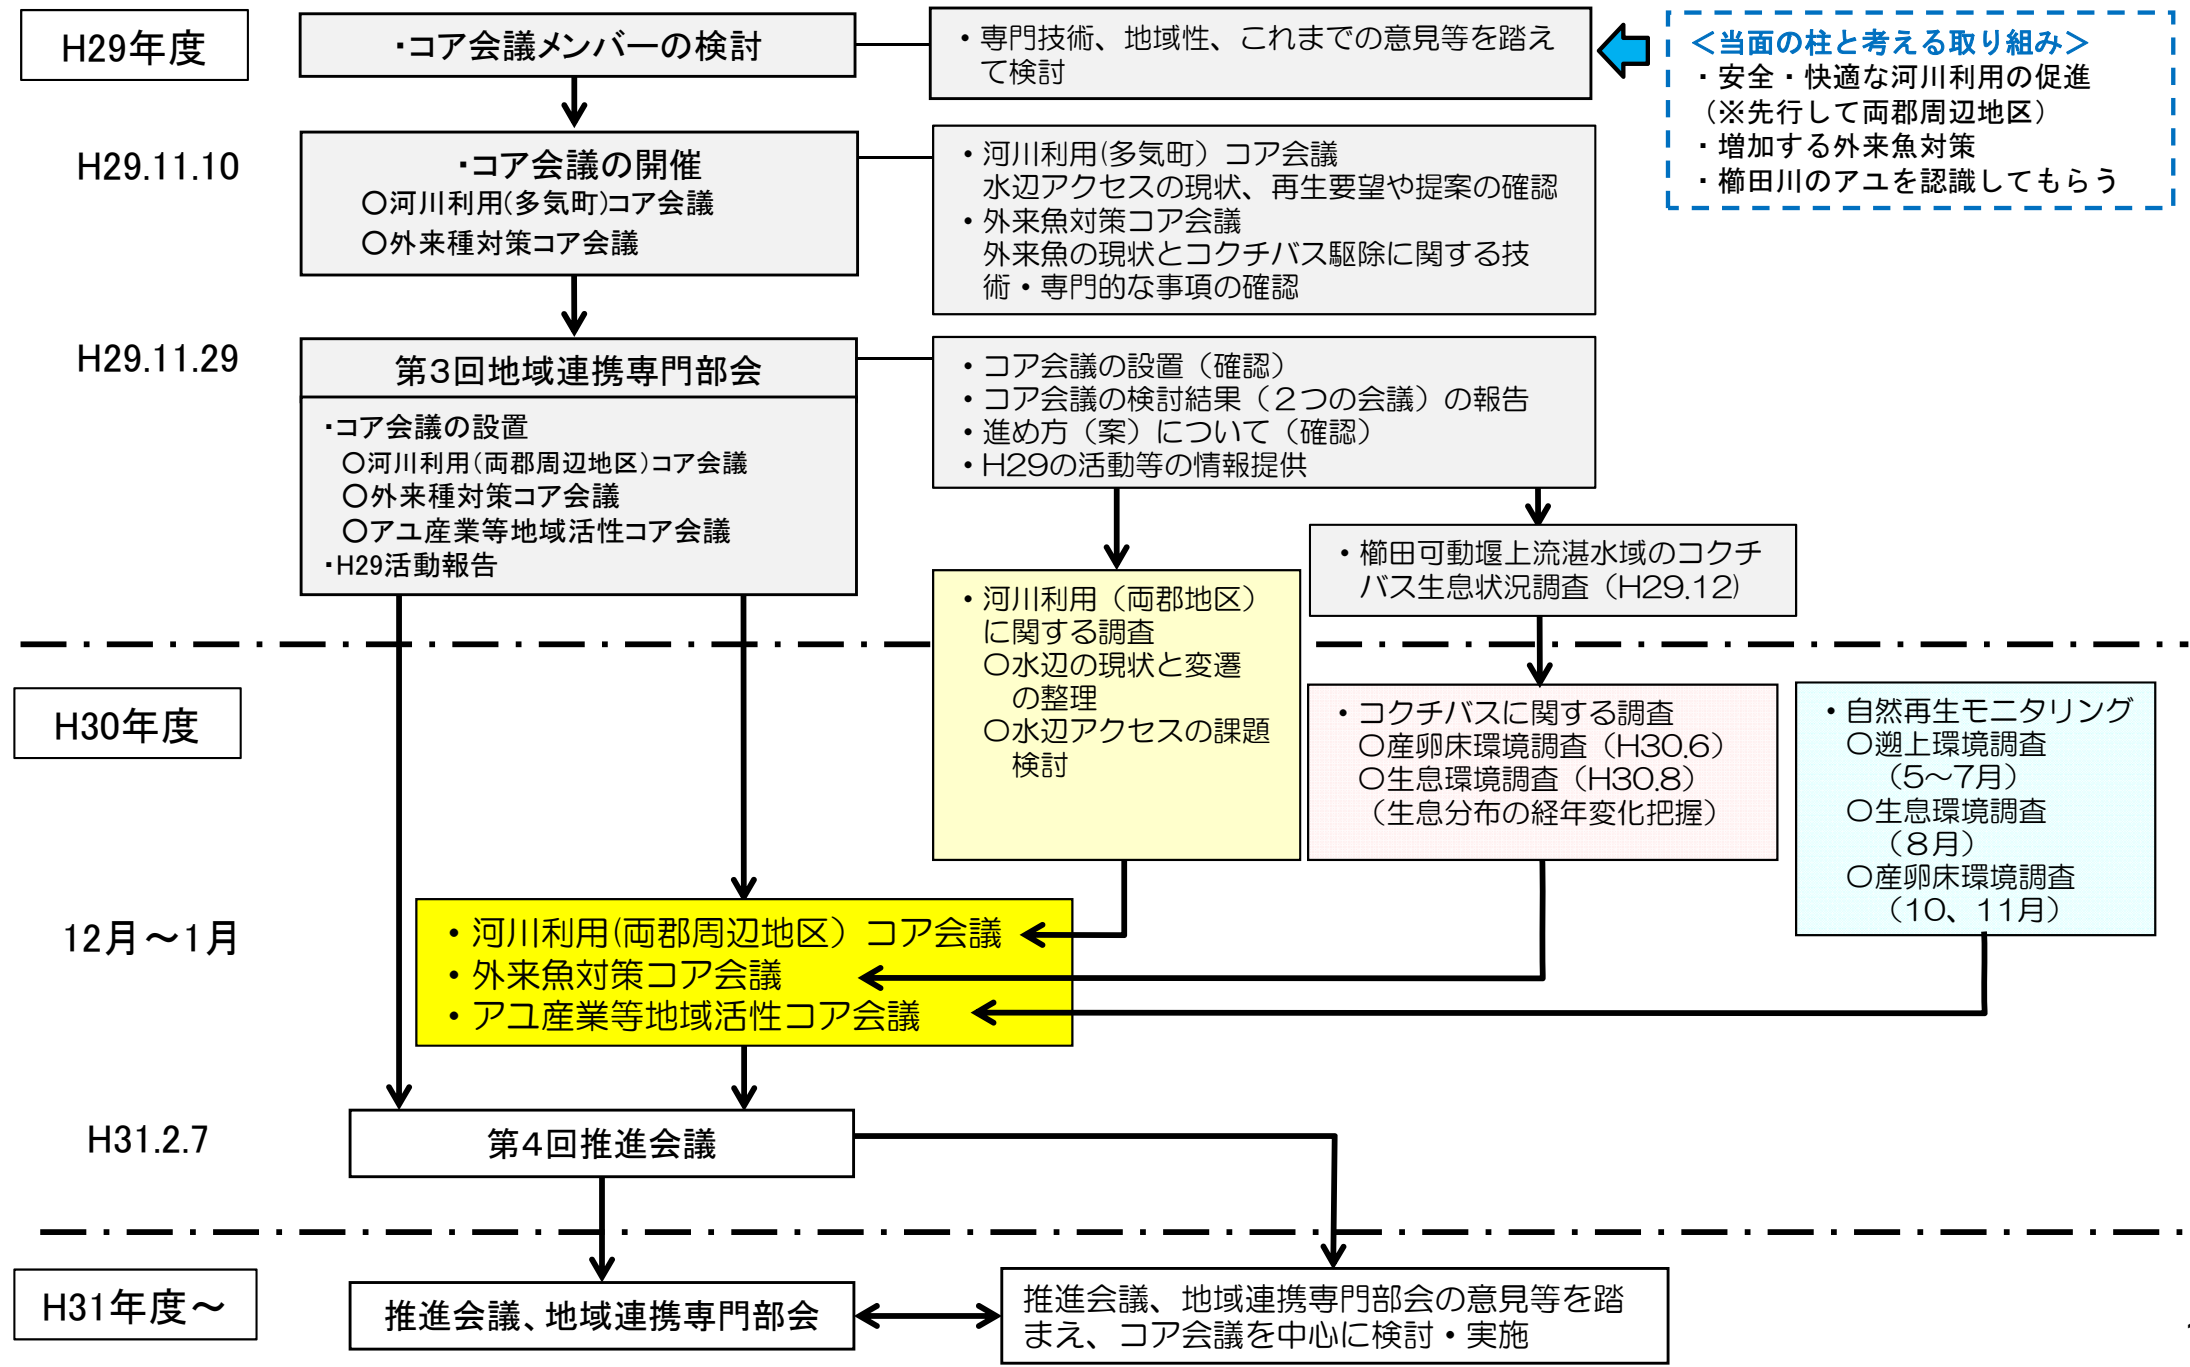 H29年度
・コア会議メンバーの検討
・専門技術、地域性、これまでの意見等を踏え
て検討
＜当面の柱と考える取り組み＞
・安全・快適な河川利用の促進
（※先行して両郡周辺地区）
・増加する外来魚対策
・櫛田川のアユを認識してもらう
H29.11.10
・コア会議の開催
○河川利用(多気町)コア会議
○外来種対策コア会議
・河川利用(多気町）コア会議
水辺アクセスの現状、再生要望や提案の確認
・外来魚対策コア会議
外来魚の現状とコクチバス駆除に関する技
術・専門的な事項の確認
H29.11.29
第3回地域連携専門部会
・コア会議の設置
○河川利用(両郡周辺地区)コア会議
○外来種対策コア会議
○アユ産業等地域活性コア会議
・H29活動報告
・コア会議の設置（確認）
・コア会議の検討結果（２つの会議）の報告
・進め方（案）について（確認）
・H29の活動等の情報提供
・櫛田可動堰上流湛水域のコクチ
バス生息状況調査（H29.12)
・河川利用（両郡地区）
に関する調査
○水辺の現状と変遷
の整理
○水辺アクセスの課題
検討
H30年度
・コクチバスに関する調査
○産卵床環境調査（H30.6）
○生息環境調査（H30.8）
（生息分布の経年変化把握）
・自然再生モニタリング
○遡上環境調査
（5～7月）
○生息環境調査
（８月）
○産卵床環境調査
（10、11月）
12月～1月
・河川利用(両郡周辺地区）コア会議
・外来魚対策コア会議
・アユ産業等地域活性コア会議
H31.2.7
第4回推進会議
H31年度～
推進会議、地域連携専門部会
推進会議、地域連携専門部会の意見等を踏
まえ、コア会議を中心に検討・実施